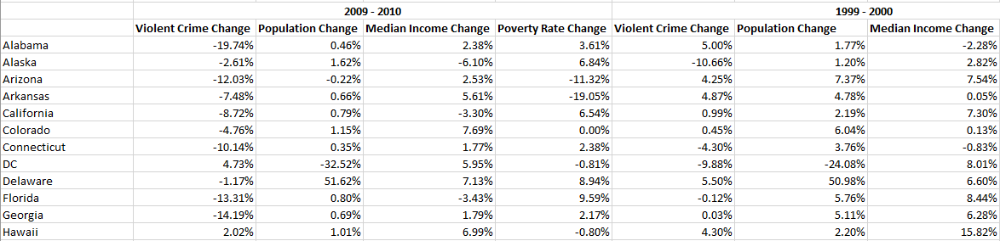 2009 - 2010 1999 - 2000
Violent Crime Change Population Change Median Income Change Poverty Rate Change Violent Crime Change Population Change Median Income Change
Alabama -19.74% 0.46% 2.38% 3.61% 5.00% 1.77% -2.28%
Alaska -2.61% 1.62% -6.10% 6.84% -10.66% 1.20% 2.82%
Arizona -12.03% -0.22% 2.53% -11.32% 4.25% 7.37% 7.54%
Arkansas -7.48% 0.66% 5.61% -19.05% 4.87% 4.78% 0.05%
California -8.72% 0.79% -3.30% 6.54% 0.99% 2.19% 7.30%
Colorado -4.76% 1.15% 7.69% 0.00% 0.45% 6.04% 0.13%
Connecticut -10.14% 0.35% 1.77% 2.38% -4.30% 3.76% -0.83%
DC 4.73% -32.52% 5.95% -0.81% -9.88% -24.08% 8.01%
Delaware -1.17% 51.62% 7.13% 8.94% 5.50% 50.98% 6.60%
Florida -13.31% 0.80% -3.43% 9.59% -0.12% 5.76% 8.44%
Georgia -14.19% 0.69% 1.79% 2.17% 0.03% 5.11% 6.28%
Hawaii 2.02% 1.01% 6.99% -0.80% 4.30% 2.20% 15.82%